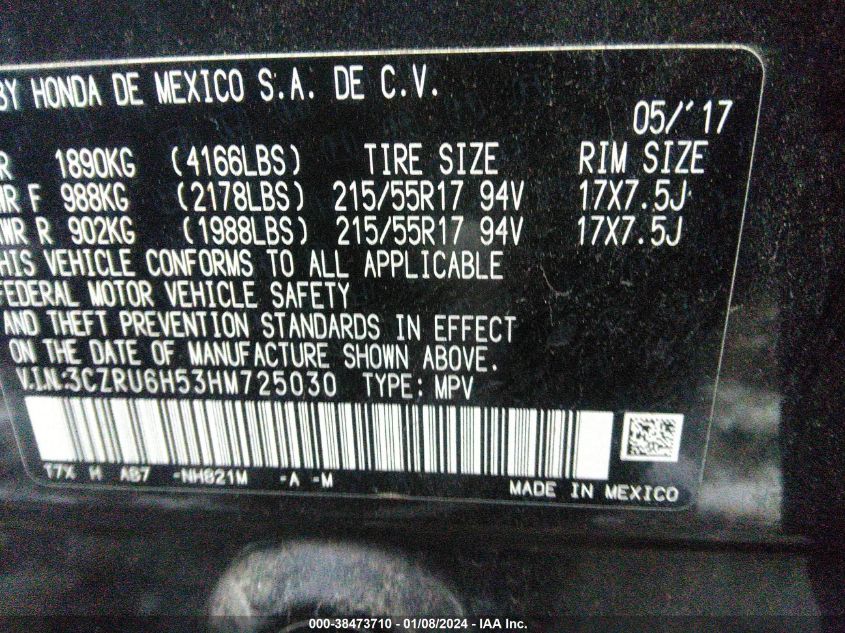 BY HONDA DE MEXICO S.A. DE C.V.
05/'17
R 1890KG (4166LBS) TIRE SIZE RIM SIZE
WR F 988KG (2178LBS) 215/55R17 94V 17X7.5J
WR R 902KG (1988LBS) 215/55R17 94V 17X7.5J
THIS VEHICLE CONFORMS TO ALL APPLICABLE
FEDERAL MOTOR VEHICLE SAFETY
AND THEFT PREVENTION STANDARDS IN EFFECT
ON THE DATE OF MANUFACTURE SHOWN ABOVE.
V.I.N:3CZRU6H53HM725030 TYPE: MPV
T7X H A67 -NH821M -A -M
MADE IN MEXICO
000-38473710 - 01/08/2024 - IAA Inc.